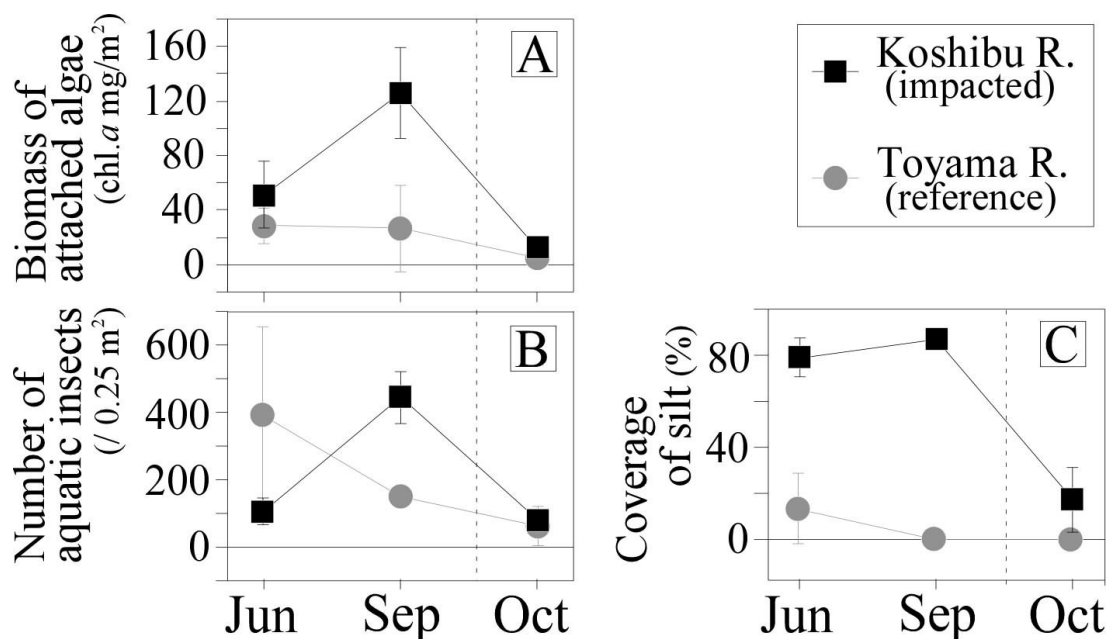 Biomass of
attached algae
(chl.a mg/m²)
160
120
80
40
0
A
Koshibu R.
(impacted)
Toyama R.
(reference)
Number of
aquatic insects
(/ 0.25 m²)
600
400
200
0
B
Jun Sep Oct
Coverage
of silt (%)
80
40
0
C
Jun Sep Oct